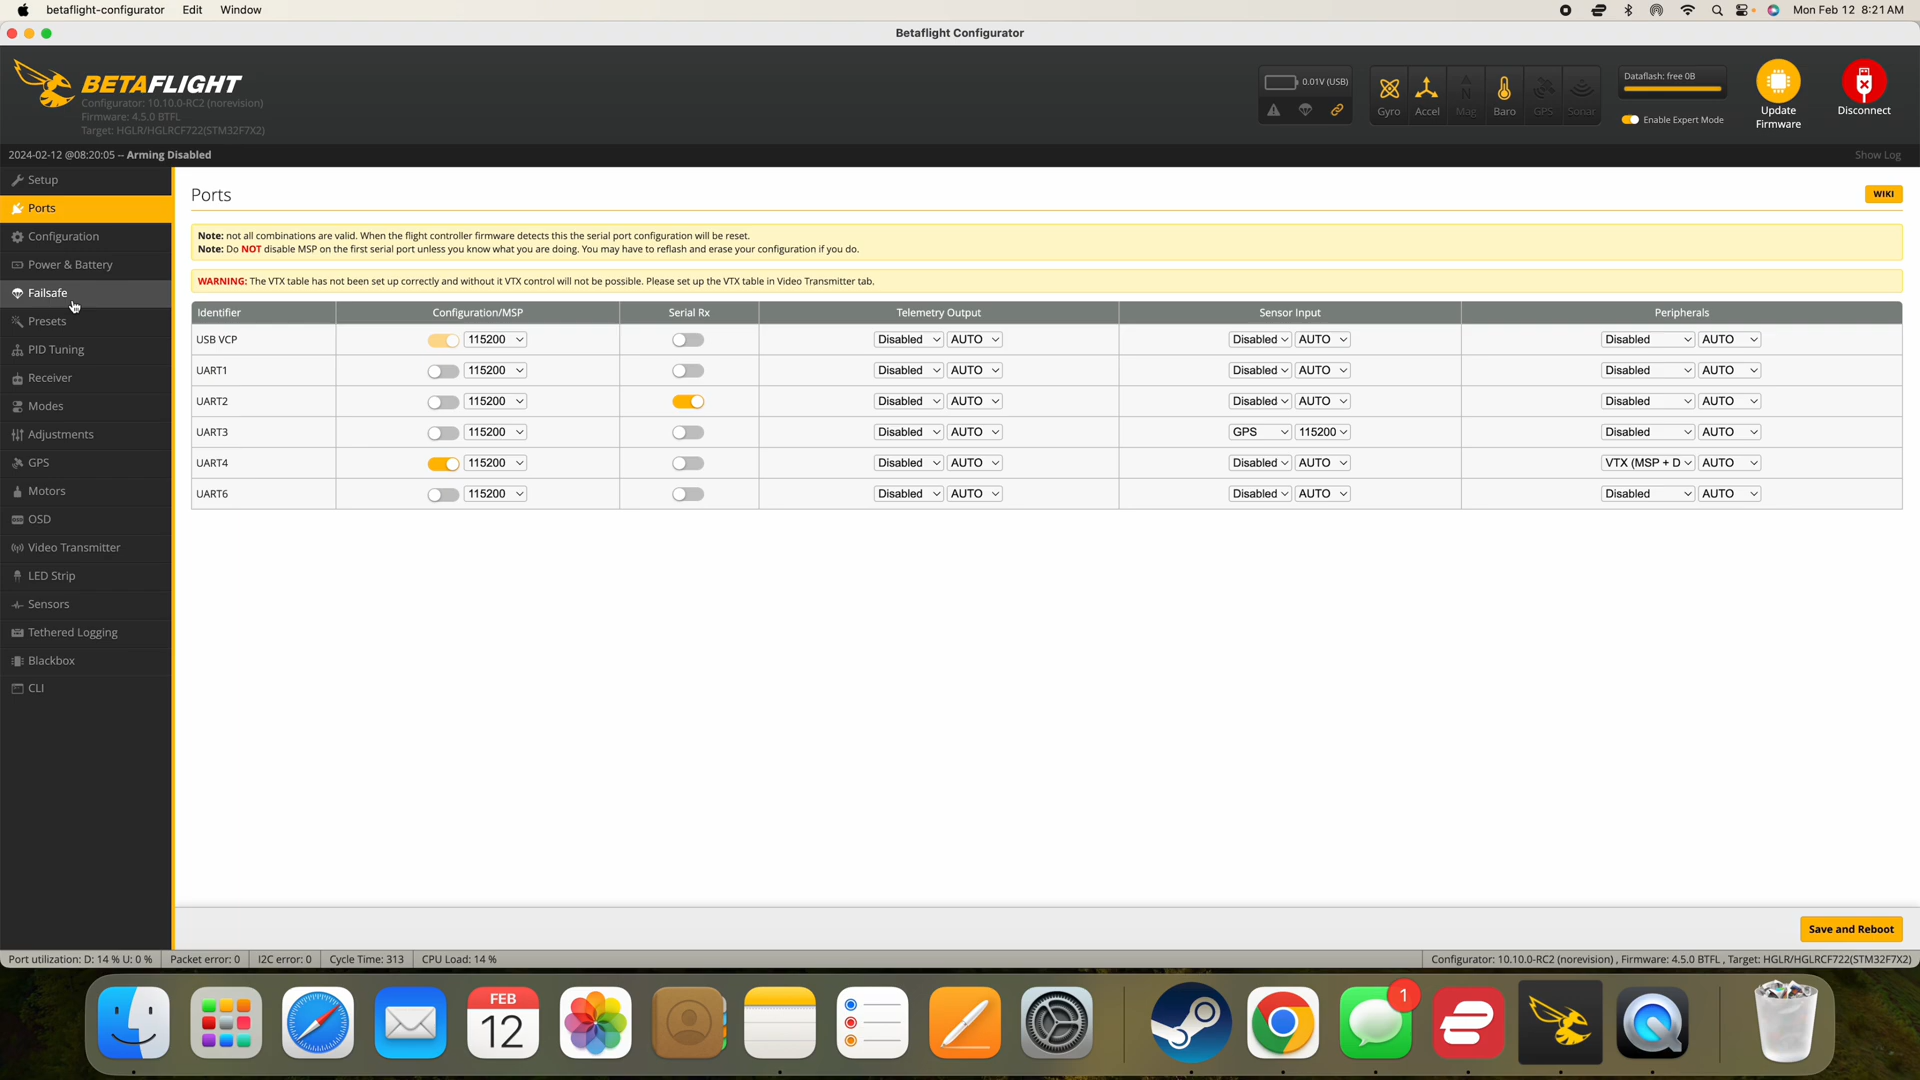 betaflight-configurator Edit Window Mon Feb 12 8:21 AM
Betaflight Configurator
BETAFLIGHT
Configurator: 10.10.0-RC2 (norevision)
Firmware: 4.5.0 BTFL
Target: HGLR/HGLRCF722(STM32F7X2)
0.01V (USB)
Gyro Accel Mag Baro GPS Sonar
Dataflash: free 0B
Enable Expert Mode
Update
Firmware
Disconnect
2024-02-12 @08:20:05 -- Arming Disabled
Show Log
Setup
Ports
Configuration
Power & Battery
Failsafe
Presets
PID Tuning
Receiver
Modes
Adjustments
GPS
Motors
OSD
Video Transmitter
LED Strip
Sensors
Tethered Logging
Blackbox
CLI
Ports
WIKI
Note: not all combinations are valid. When the flight controller firmware detects this the serial port configuration will be reset.
Note: Do NOT disable MSP on the first serial port unless you know what you are doing. You may have to reflash and erase your configuration if you do.
WARNING: The VTX table has not been set up correctly and without it VTX control will not be possible. Please set up the VTX table in Video Transmitter tab.
Identifier Configuration/MSP Serial Rx Telemetry Output Sensor Input Peripherals
USB VCP 115200 Disabled AUTO Disabled AUTO Disabled AUTO
UART1 115200 Disabled AUTO Disabled AUTO Disabled AUTO
UART2 115200 Disabled AUTO Disabled AUTO Disabled AUTO
UART3 115200 Disabled AUTO GPS 115200 Disabled AUTO
UART4 115200 Disabled AUTO Disabled AUTO VTX (MSP + D AUTO
UART6 115200 Disabled AUTO Disabled AUTO Disabled AUTO
Save and Reboot
Port utilization: D: 14 % U: 0 % Packet error: 0 I2C error: 0 Cycle Time: 313 CPU Load: 14 % Configurator: 10.10.0-RC2 (norevision) , Firmware: 4.5.0 BTFL , Target: HGLR/HGLRCF722(STM32F7X2)
FEB
12
1